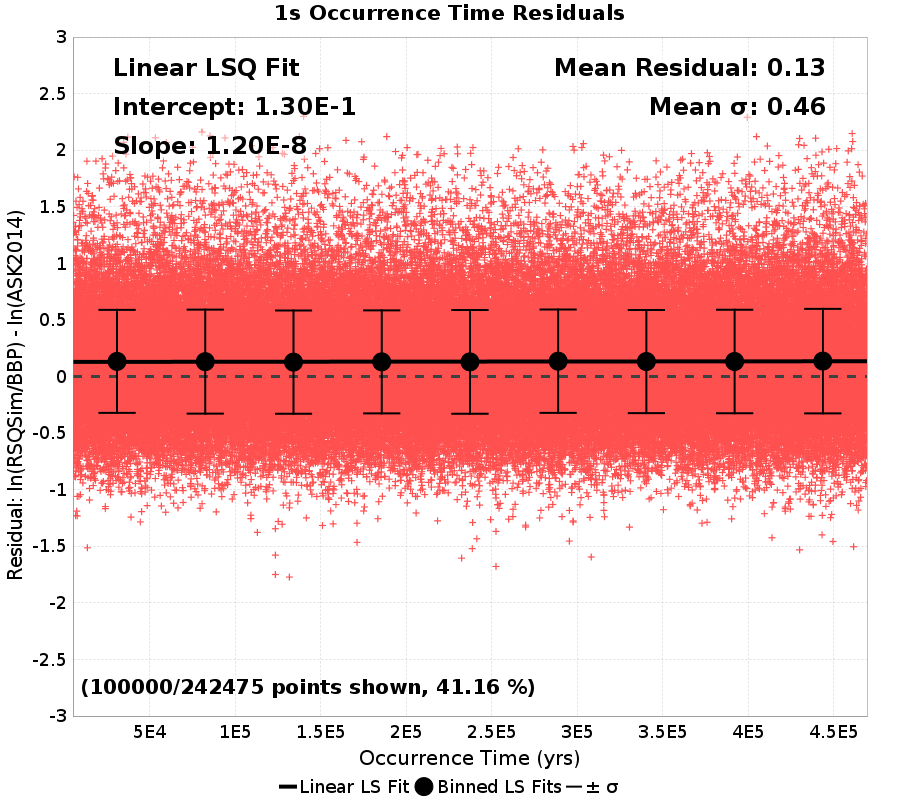 1s Occurrence Time Residuals
Linear LSQ Fit
Intercept: 1.30E-1
Slope: 1.20E-8
Mean Residual: 0.13
Mean σ: 0.46
Residual: ln(RSQSim/BBP) - ln(ASK2014)
3
2.5
2
1.5
1
0.5
0
-0.5
-1
-1.5
-2
-2.5
-3
(100000/242475 points shown, 41.16 %)
5E4 1E5 1.5E5 2E5 2.5E5 3E5 3.5E5 4E5 4.5E5
Occurrence Time (yrs)
Linear LS Fit Binned LS Fits ± σ